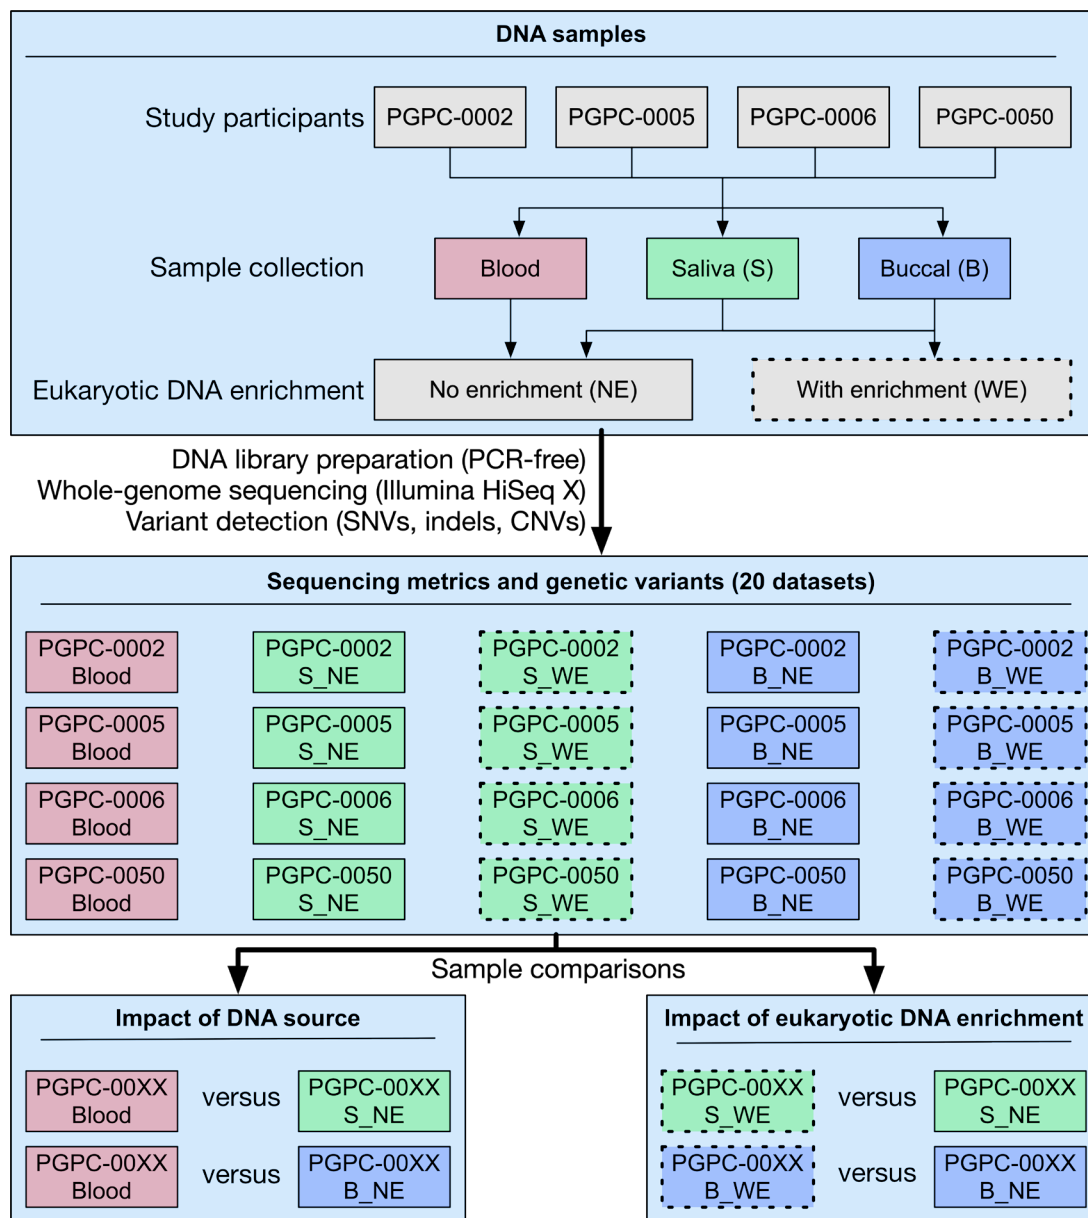 DNA samples
Study participants
PGPC-0002
PGPC-0005
PGPC-0006
PGPC-0050
Sample collection
Blood
Saliva (S)
Buccal (B)
Eukaryotic DNA enrichment
No enrichment (NE)
With enrichment (WE)
DNA library preparation (PCR-free)
Whole-genome sequencing (Illumina HiSeq X)
Variant detection (SNVs, indels, CNVs)
Sequencing metrics and genetic variants (20 datasets)
PGPC-0002
Blood
PGPC-0002
S_NE
PGPC-0002
S_WE
PGPC-0002
B_NE
PGPC-0002
B_WE
PGPC-0005
Blood
PGPC-0005
S_NE
PGPC-0005
S_WE
PGPC-0005
B_NE
PGPC-0005
B_WE
PGPC-0006
Blood
PGPC-0006
S_NE
PGPC-0006
S_WE
PGPC-0006
B_NE
PGPC-0006
B_WE
PGPC-0050
Blood
PGPC-0050
S_NE
PGPC-0050
S_WE
PGPC-0050
B_NE
PGPC-0050
B_WE
Sample comparisons
Impact of DNA source
PGPC-00XX
Blood
versus
PGPC-00XX
S_NE
PGPC-00XX
Blood
versus
PGPC-00XX
B_NE
Impact of eukaryotic DNA enrichment
PGPC-00XX
S_WE
versus
PGPC-00XX
S_NE
PGPC-00XX
B_WE
versus
PGPC-00XX
B_NE